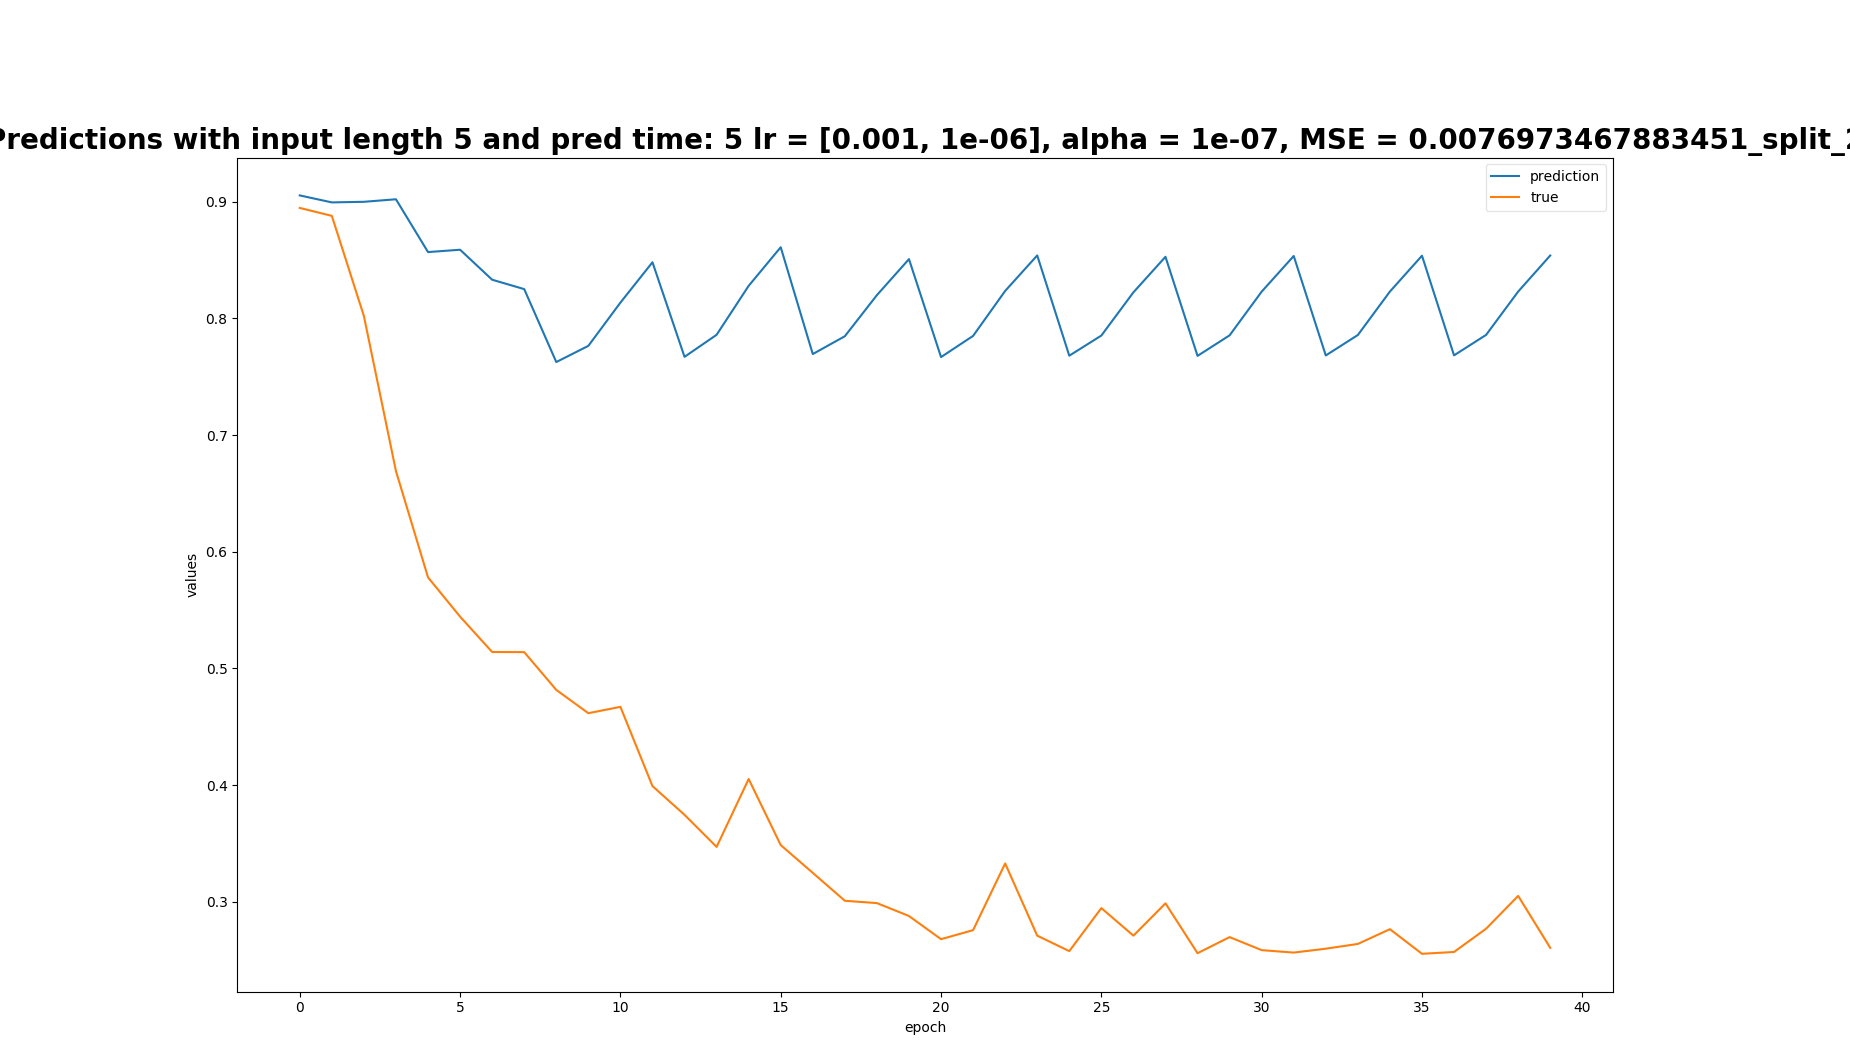 Predictions with input length 5 and pred time: 5 lr = [0.001, 1e-06], alpha = 1e-07, MSE = 0.0076973467883451_split_2
prediction
true
0.9
0.8
0.7
0.6
0.5
0.4
0.3
values
0 5 10 15 20 25 30 35 40
epoch